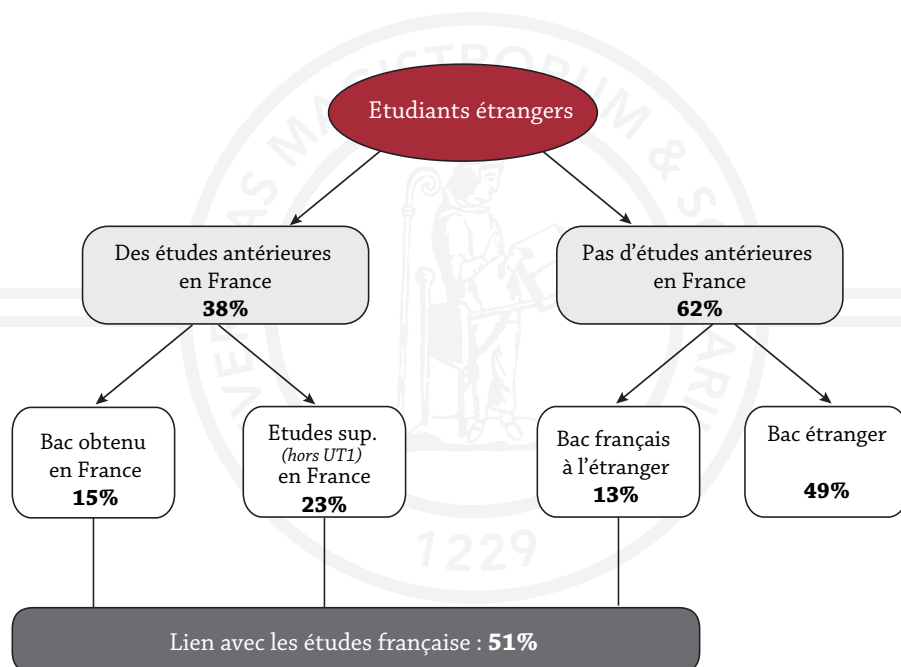 Etudiants étrangers
Des études antérieures
en France
38%
Pas d'études antérieures
en France
62%
Bac obtenu
en France
15%
Etudes sup.
(hors UT1)
en France
23%
Bac français
à l'étranger
13%
Bac étranger
49%
1229
Lien avec les études française : 51%